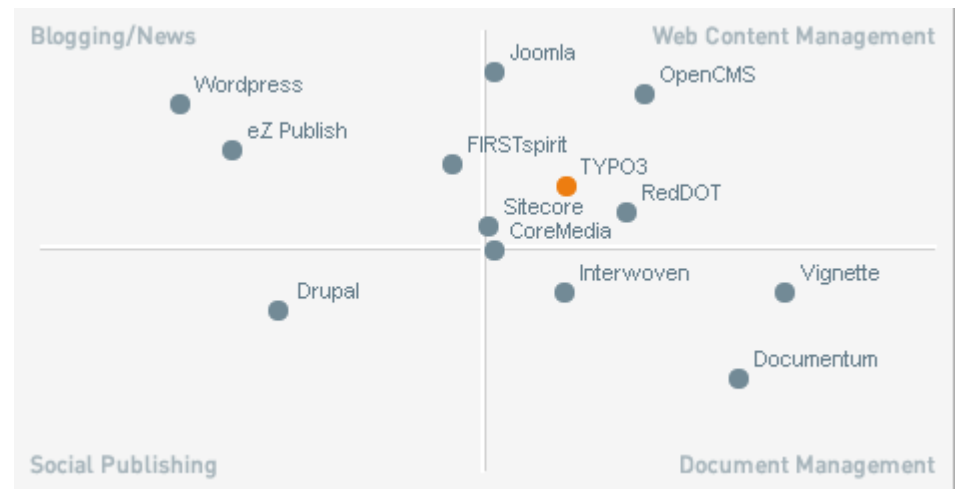 Blogging/News
Web Content Management
Joomla
OpenCMS
Wordpress
eZ Publish
FIRSTspirit
TYPO3
RedDOT
Sitecore
CoreMedia
Interwoven
Vignette
Drupal
Documentum
Social Publishing
Document Management